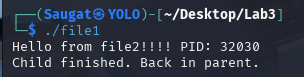 ┌──(Saugat㉿YOLO)-[~/Desktop/Lab3]
└─$ ./file1
Hello from file2!!!! PID: 32030
Child finished. Back in parent.